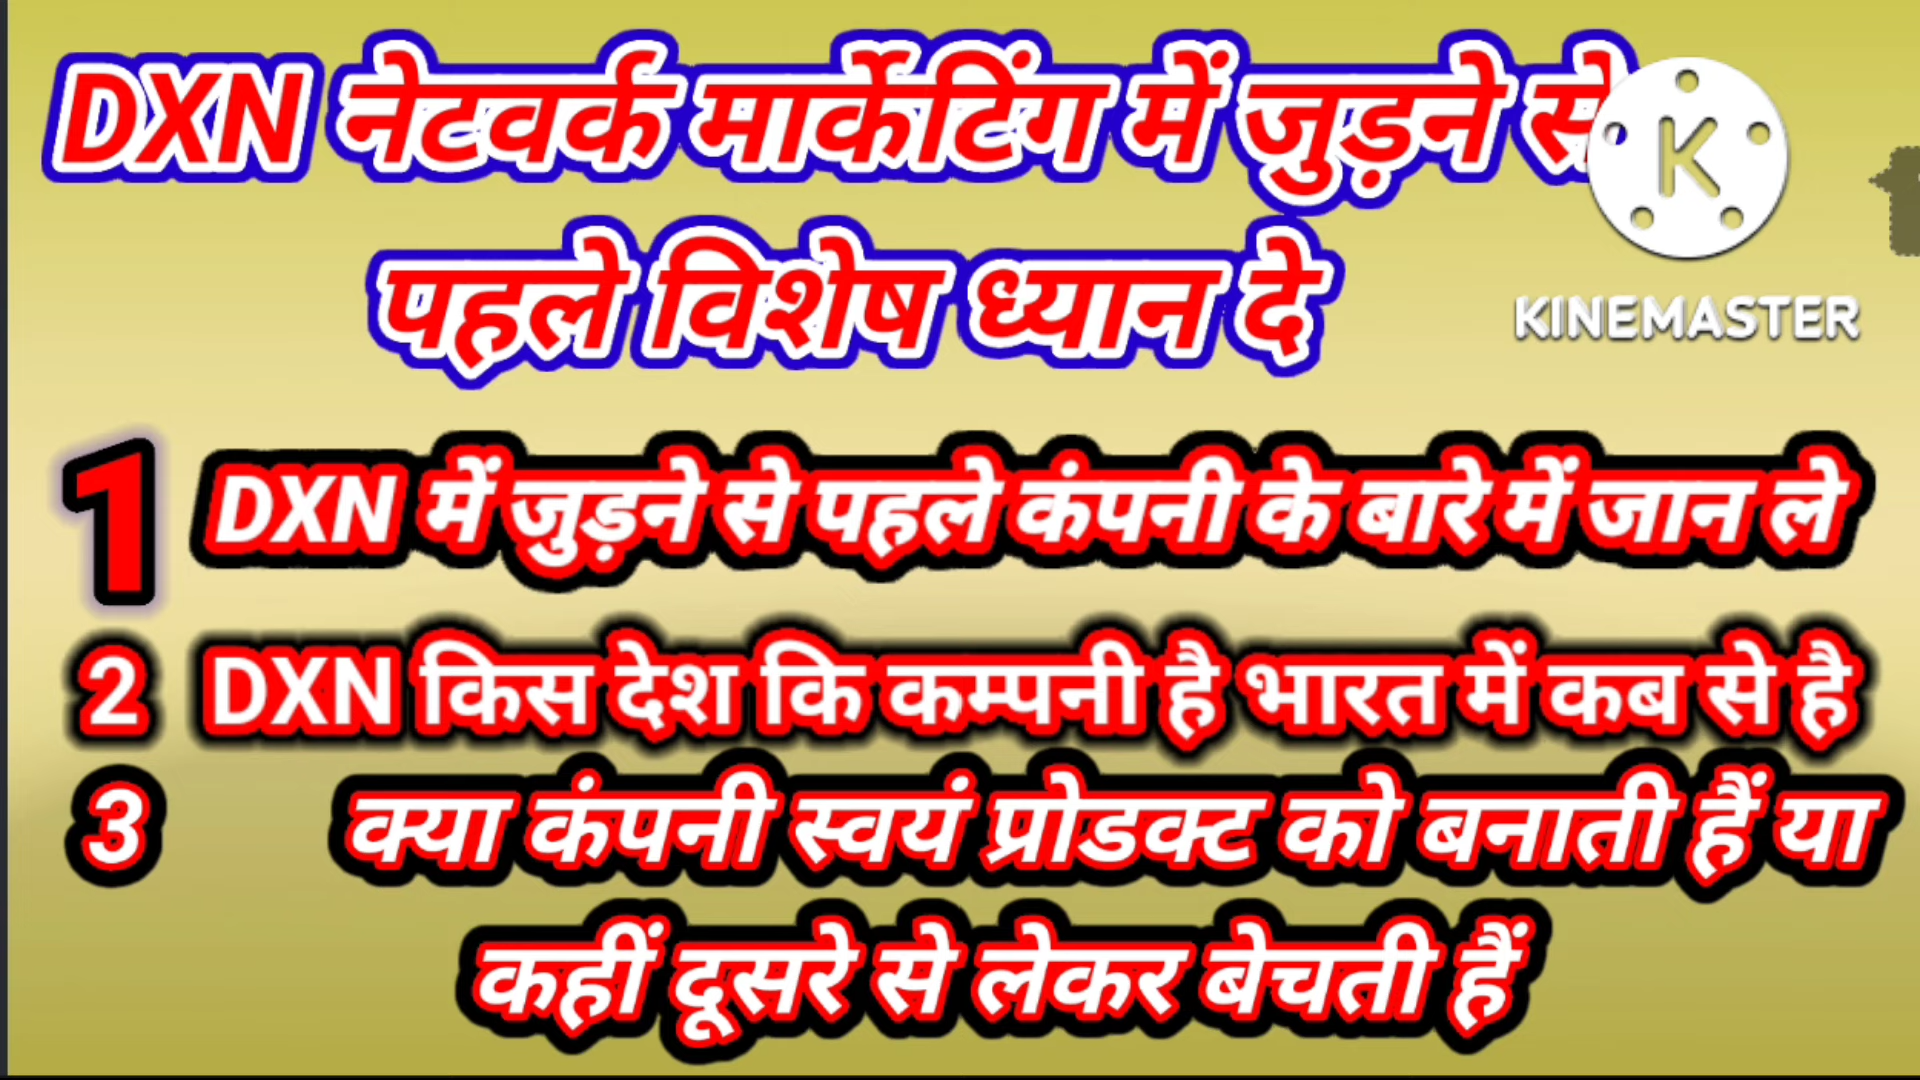 DXN नेटवर्क मार्केटिंग में जुड़ने से
पहले विशेष ध्यान दे
K
KINEMASTER
1 DXN में जुड़ने से पहले कंपनी के बारे में जान ले
2 DXN किस देश कि कम्पनी है भारत में कब से है
3 क्या कंपनी स्वयं प्रोडक्ट को बनाती हैं या
कहीं दूसरे से लेकर बेचती हैं